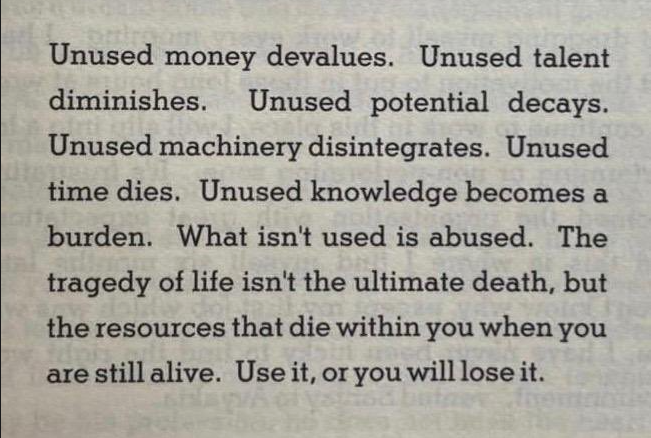 Unused money devalues. Unused talent
diminishes. Unused potential decays.
Unused machinery disintegrates. Unused
time dies. Unused knowledge becomes a
burden. What isn't used is abused. The
tragedy of life isn't the ultimate death, but
the resources that die within you when you
are still alive. Use it, or you will lose it.